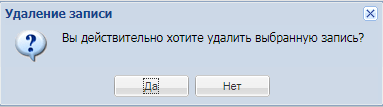 Удаление записи
Вы действительно хотите удалить выбранную запись?
Да Нет